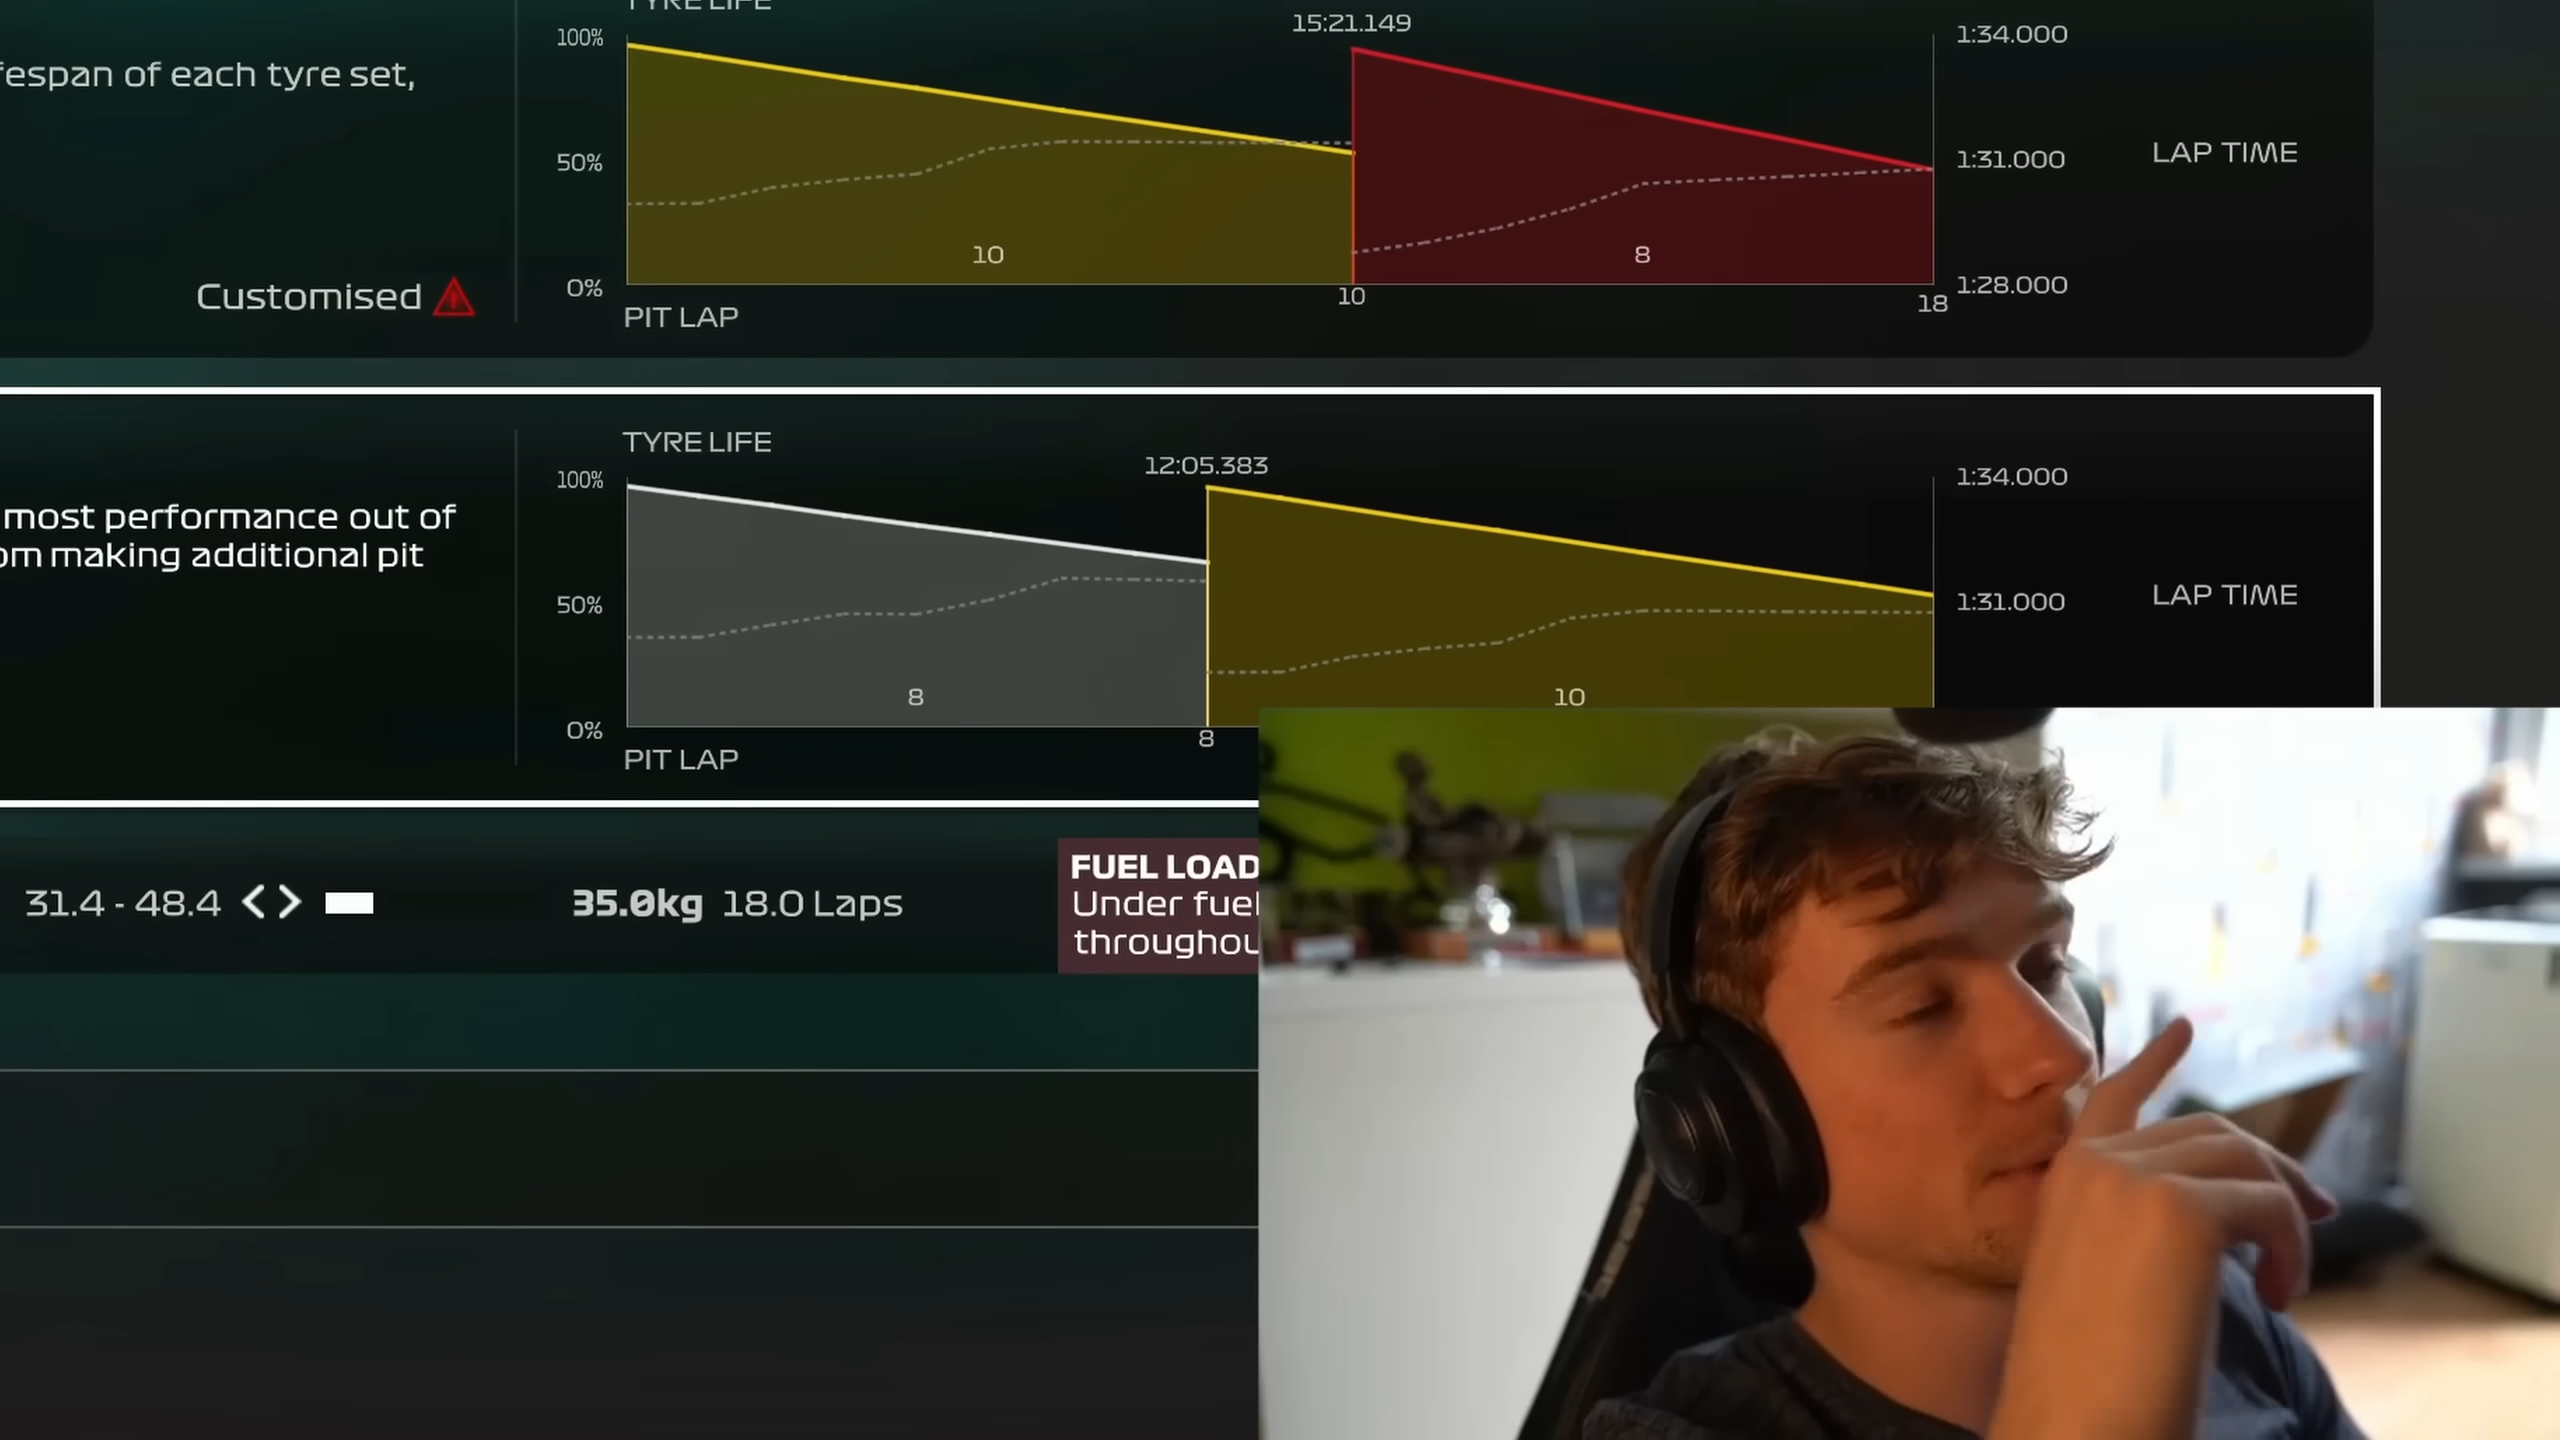 TYRE LIFE
15:21.149
100%
1:34.000
fespan of each tyre set,
50%
1:31.000
LAP TIME
10
8
Customised
0%
10
18
1:28.000
PIT LAP
TYRE LIFE
12:05.383
100%
1:34.000
most performance out of
om making additional pit
50%
1:31.000
LAP TIME
8
10
0%
8
PIT LAP
31.4 - 48.4
35.0kg 18.0 Laps
FUEL LOAD
Under fuel
throughou